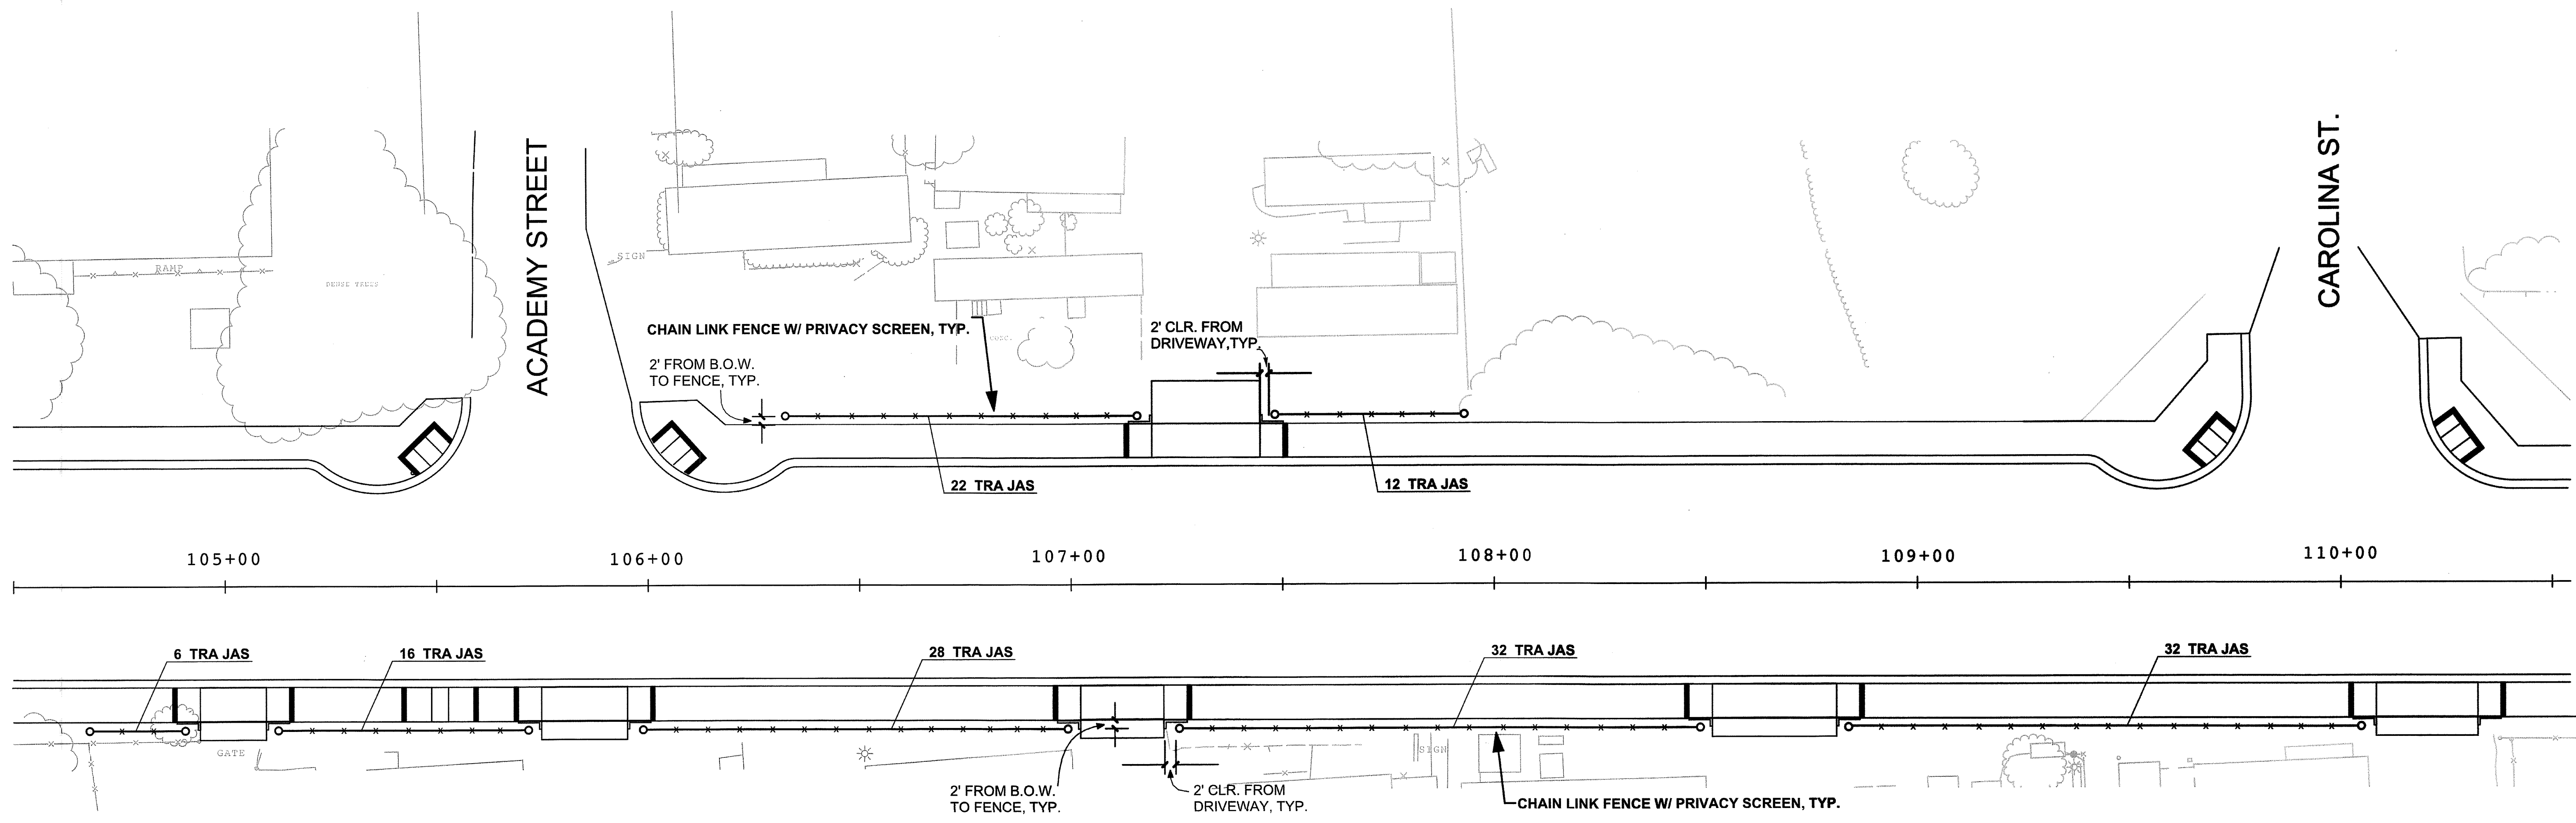 ACADEMY STREET
CAROLINA ST.
RAMP
DENSE TREES
SIGN
CHAIN LINK FENCE W/ PRIVACY SCREEN, TYP.
CONC.
2' CLR. FROM
DRIVEWAY,TYP.
2' FROM B.O.W.
TO FENCE, TYP.
22 TRA JAS
12 TRA JAS
105+00
106+00
107+00
108+00
109+00
110+00
6 TRA JAS
16 TRA JAS
28 TRA JAS
32 TRA JAS
32 TRA JAS
GATE
SIGN
2' FROM B.O.W.
TO FENCE, TYP.
2' CLR. FROM
DRIVEWAY, TYP.
CHAIN LINK FENCE W/ PRIVACY SCREEN, TYP.